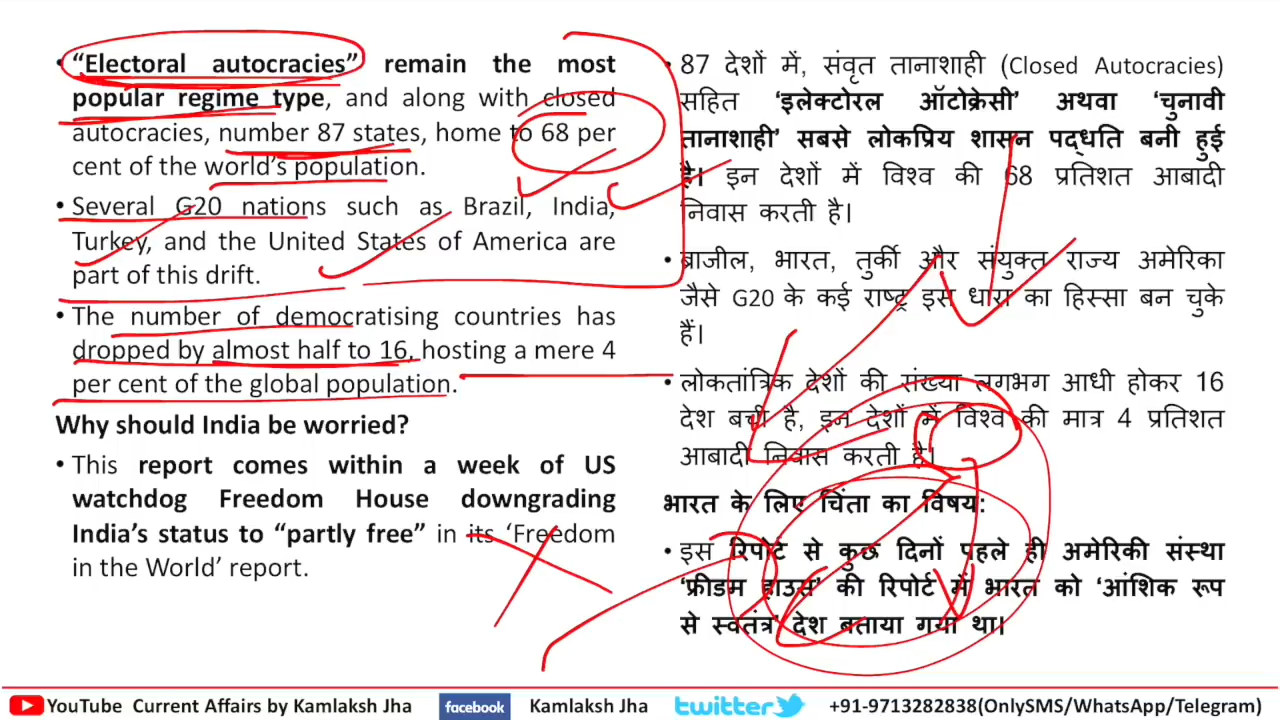 • "Electoral autocracies" remain the most
popular regime type, and along with closed
autocracies, number 87 states, home to 68 per
cent of the world's population.
• Several G20 nations such as Brazil, India,
Turkey, and the United States of America are
part of this drift.
• The number of democratising countries has
dropped by almost half to 16, hosting a mere 4
per cent of the global population.
Why should India be worried?
• This report comes within a week of US
watchdog Freedom House downgrading
India's status to "partly free" in its 'Freedom
in the World' report.
• 87 देशों में, संवृत तानाशाही (Closed Autocracies)
सहित 'इलेक्टोरल ऑटोक्रेसी' अथवा 'चुनावी
तानाशाही' सबसे लोकप्रिय शासन पद्धति बनी हुई
है। इन देशों में विश्व की 68 प्रतिशत आबादी
निवास करती है।
• ब्राजील, भारत, तुर्की और संयुक्त राज्य अमेरिका
जैसे G20 के कई राष्ट्र इस धारा का हिस्सा बन चुके
हैं।
• लोकतांत्रिक देशों की संख्या लगभग आधी होकर 16
देश बची है, इन देशों में विश्व की मात्र 4 प्रतिशत
आबादी निवास करती है।
भारत के लिए चिंता का विषय:
• इस रिपोर्ट से कुछ दिनों पहले ही अमेरिकी संस्था
'फ्रीडम हाउस' की रिपोर्ट में भारत को 'आंशिक रूप
से स्वतंत्र' देश बताया गया था।
YouTube Current Affairs by Kamlaksh Jha
facebook Kamlaksh Jha
twitter +91-9713282838(OnlySMS/WhatsApp/Telegram)